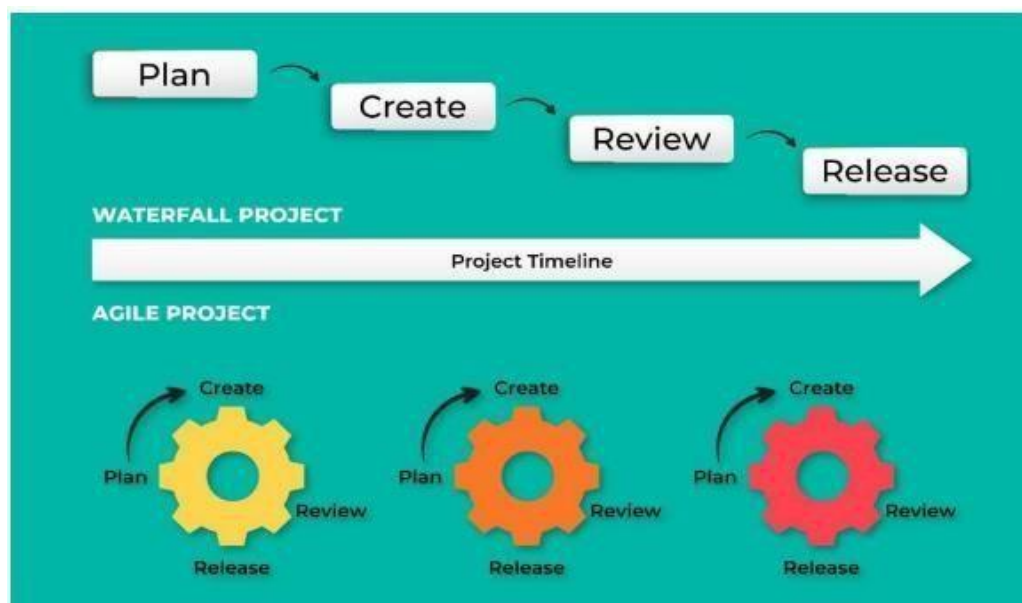 Plan
Create
Review
Release
WATERFALL PROJECT
Project Timeline
AGILE PROJECT
Create
Plan
Review
Release
Create
Plan
Review
Release
Create
Plan
Review
Release